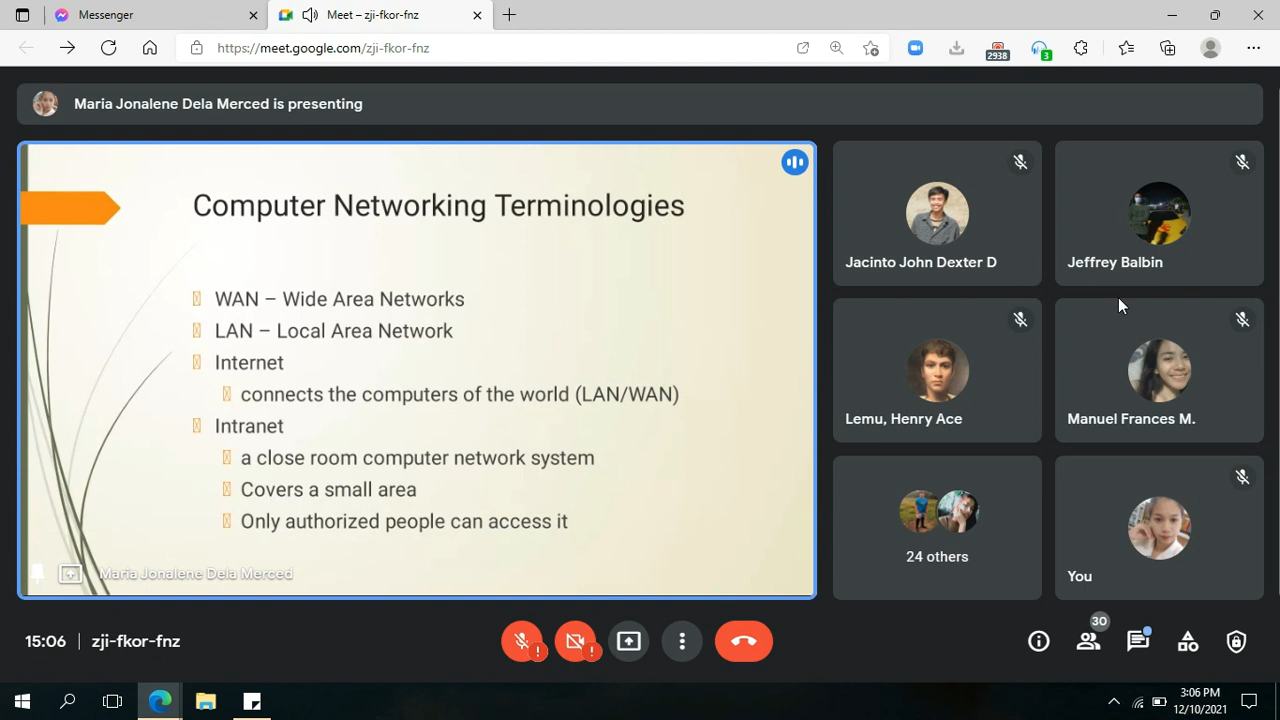 Messenger
Meet – zji-fkor-fnz
https://meet.google.com/zji-fkor-fnz
2938
3
Maria Jonalene Dela Merced is presenting
Computer Networking Terminologies
WAN – Wide Area Networks
LAN – Local Area Network
Internet
connects the computers of the world (LAN/WAN)
Intranet
a close room computer network system
Covers a small area
Only authorized people can access it
Maria Jonalene Dela Merced
Jacinto John Dexter D
Jeffrey Balbin
Lemu, Henry Ace
Manuel Frances M.
24 others
You
15:06 | zji-fkor-fnz
30
3:06 PM
12/10/2021